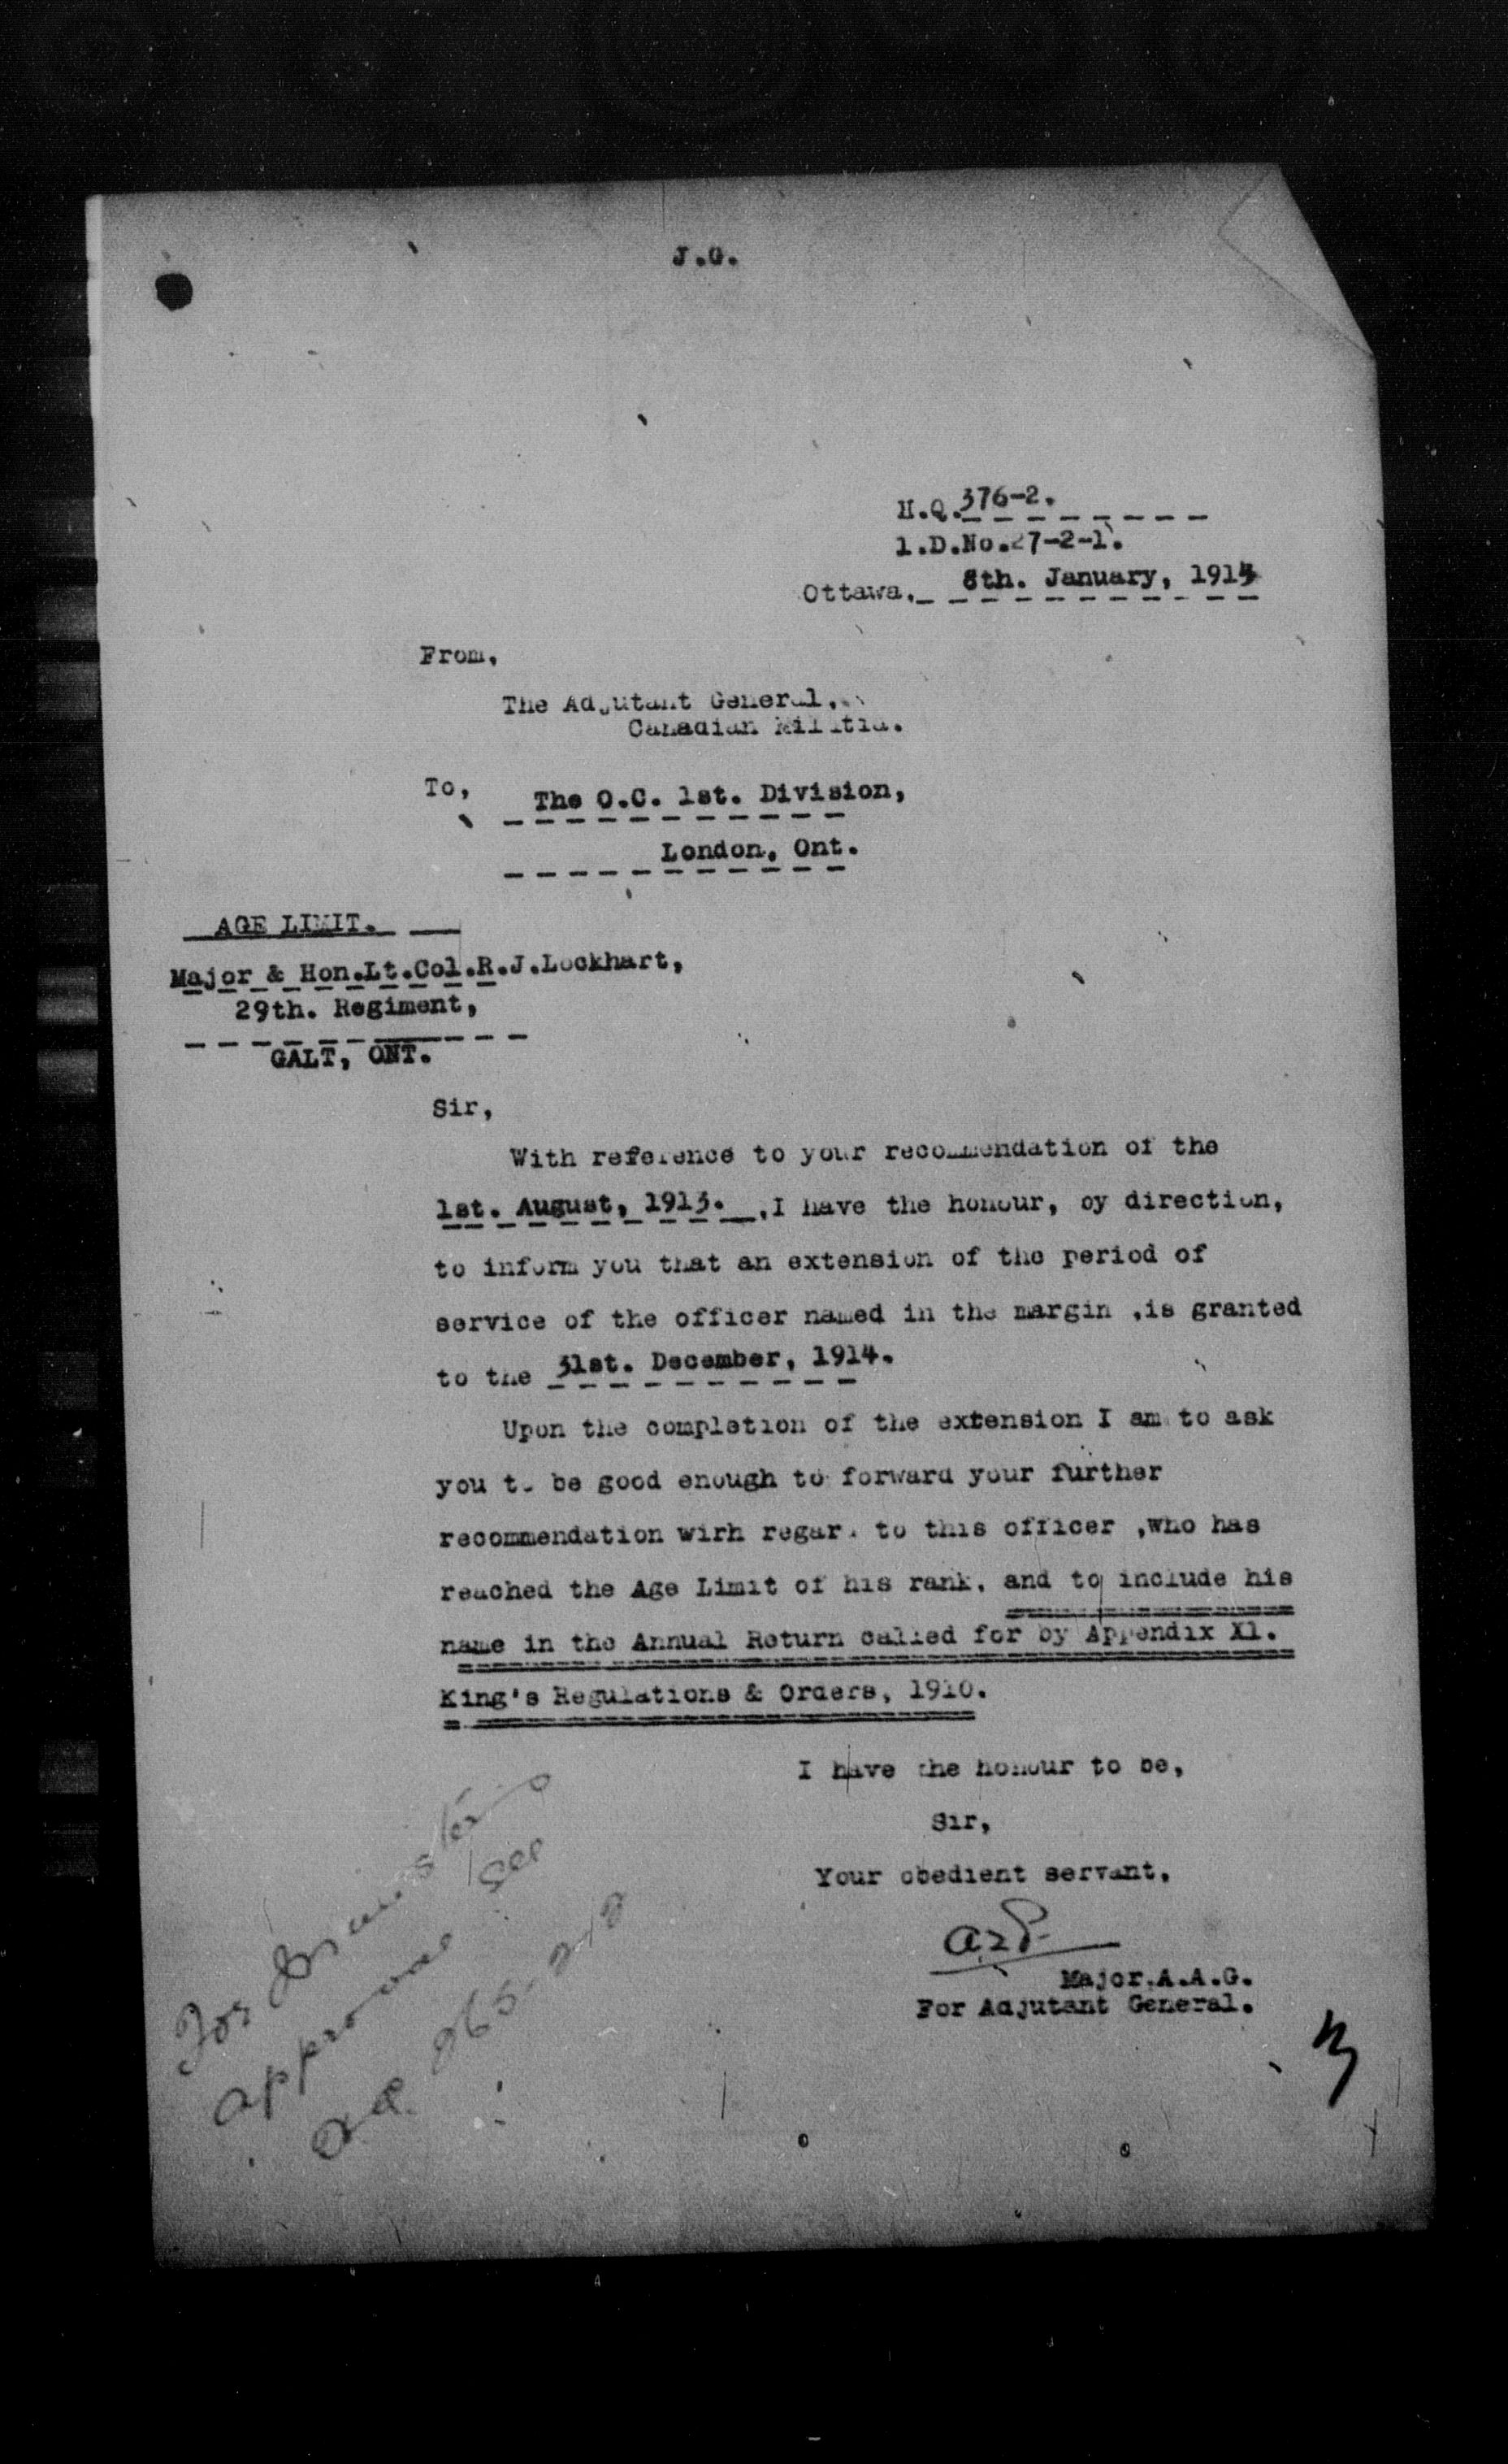 J.G.
H.Q.376-2.
1.D.No.27-2-1.
Ottawa, 8th. January, 1914
From,
The Adjutant General,
Canadian Militia.
To,
The O.C. 1st. Division,
London, Ont.
AGE LIMIT.
Major & Hon.Lt.Col.R.J.Lockhart,
29th. Regiment,
GALT, ONT.
Sir,
With reference to your recommendation of the
1st. August, 1913. ,I have the honour, by direction,
to inform you that an extension of the period of
service of the officer named in the margin ,is granted
to the 31st. December, 1914.
Upon the completion of the extension I am to ask
you to be good enough to forward your further
recommendation wirh regard to this officer ,who has
reached the Age Limit of his rank, and to include his
name in the Annual Return called for by Appendix X1.
King's Regulations & Orders, 1910.
I have the honour to be,
Sir,
Your obedient servant,
Major.A.A.G.
For Adjutant General.
For Minister's
approval see
3